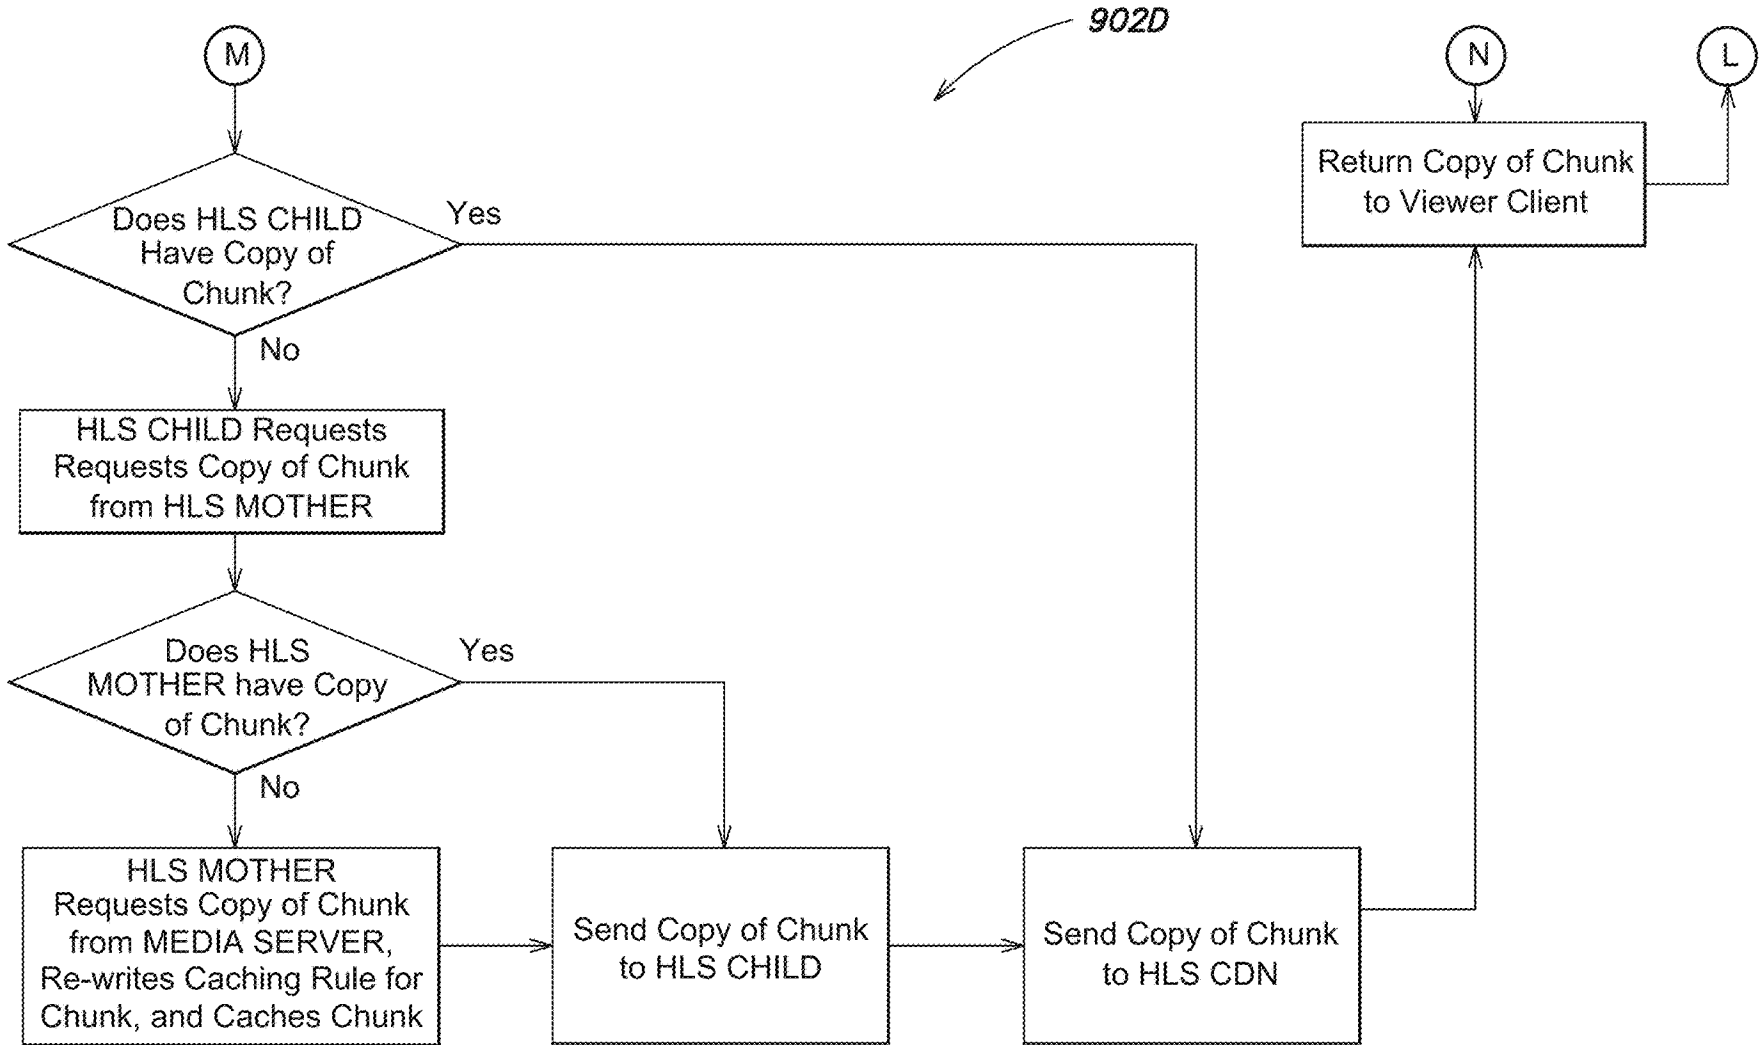 902D
M
N
L
Return Copy of Chunk
to Viewer Client
Does HLS CHILD
Have Copy of
Chunk?
Yes
No
HLS CHILD Requests
Requests Copy of Chunk
from HLS MOTHER
Does HLS
MOTHER have Copy
of Chunk?
Yes
No
HLS MOTHER
Requests Copy of Chunk
from MEDIA SERVER,
Re-writes Caching Rule for
Chunk, and Caches Chunk
Send Copy of Chunk
to HLS CHILD
Send Copy of Chunk
to HLS CDN